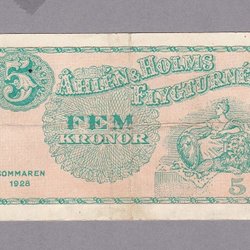 5
ÅHLÉN & HOLMS
FLYGTURNÉ
FEM
KRONOR
SOMMAREN
1928
5